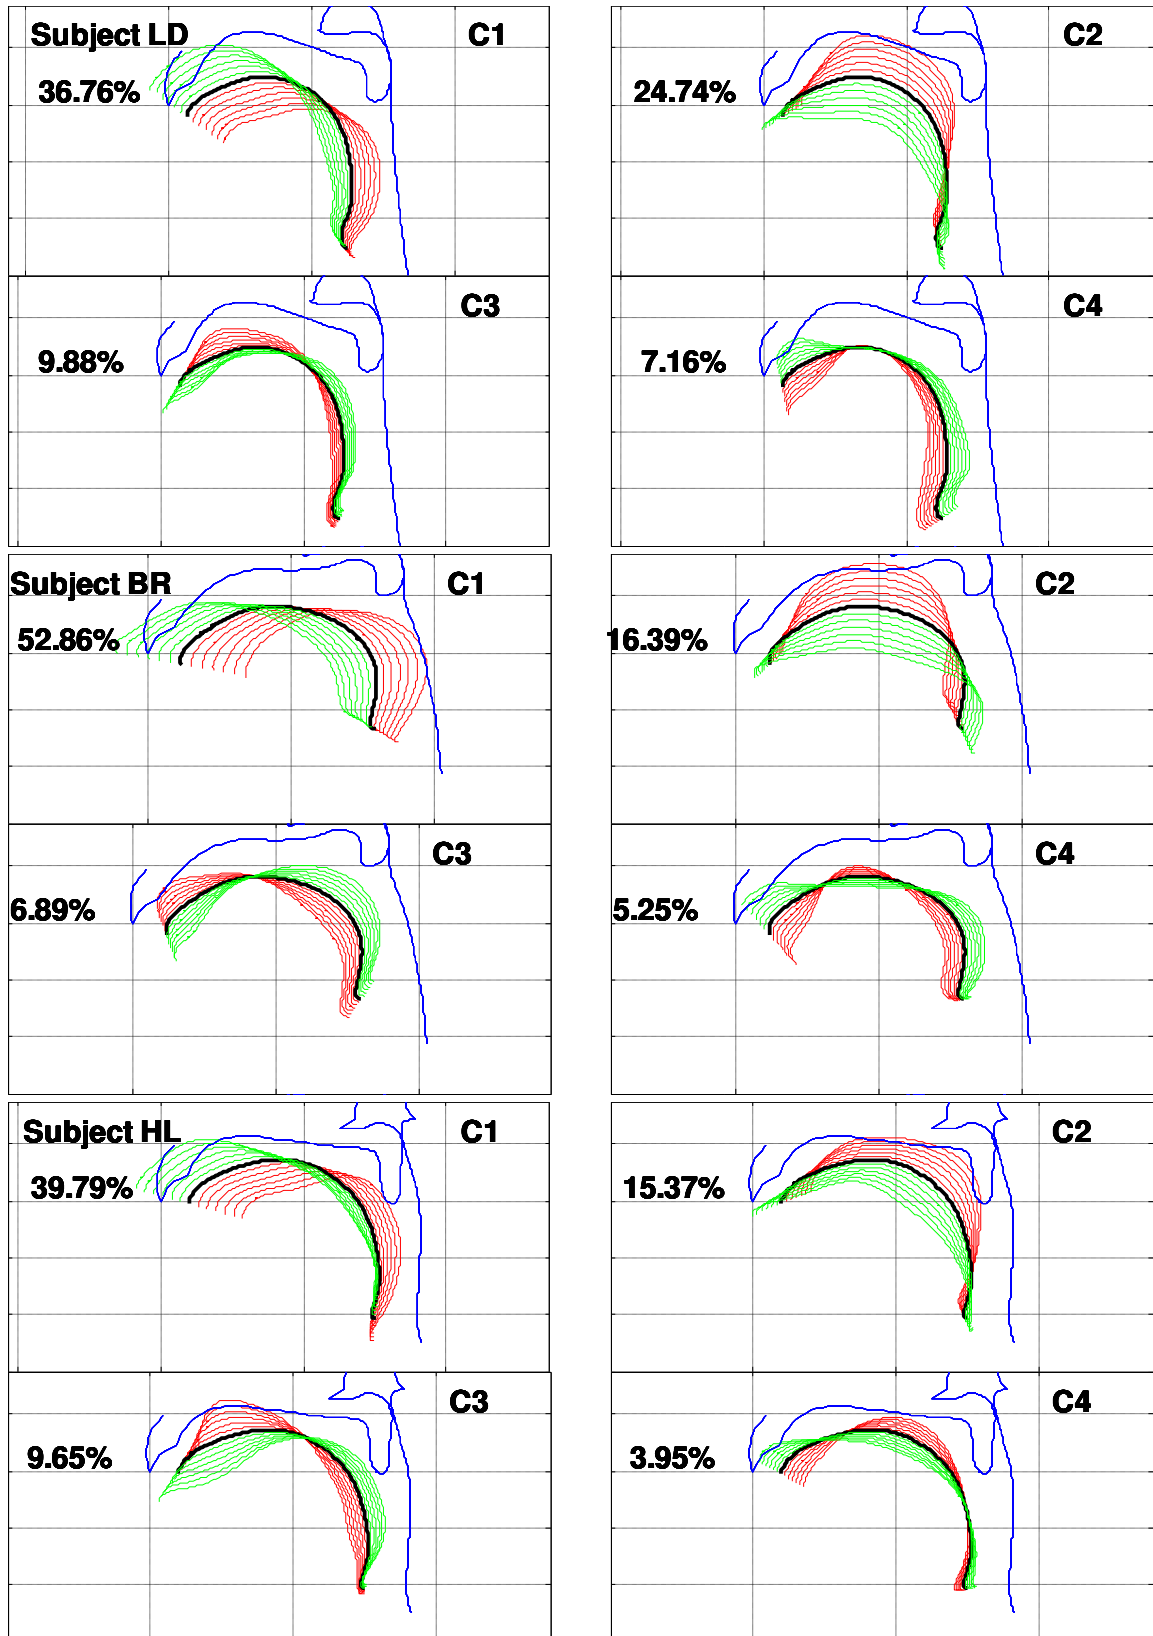 Subject LD C1
36.76%
C2
24.74%
C3
9.88%
C4
7.16%
Subject BR C1
52.86%
C2
16.39%
C3
6.89%
C4
5.25%
Subject HL C1
39.79%
C2
15.37%
C3
9.65%
C4
3.95%